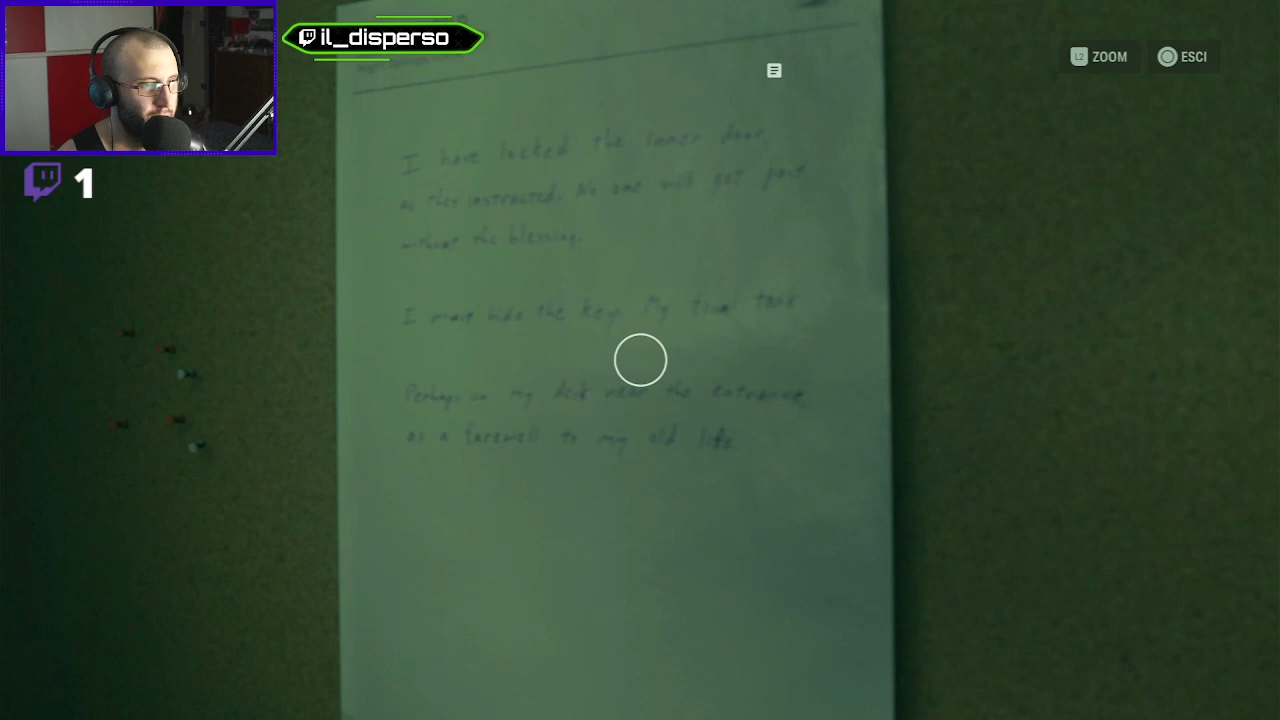 il_disperso
L2 ZOOM
ESCI
1
I have locked the inner door,
as they instructed. No one will get past
without the blessing.
I must hide the key. My final task
Perhaps on my desk near the entrance,
as a farewell to my old life